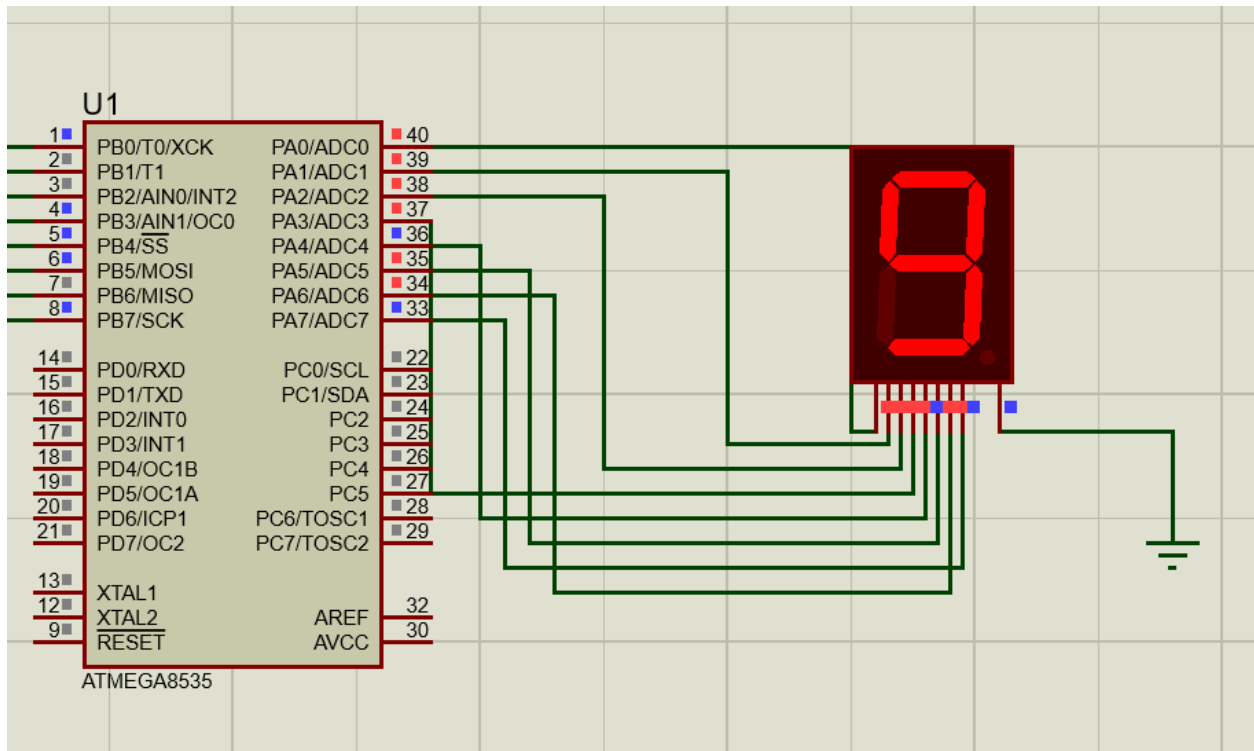 U1
1 PB0/T0/XCK PA0/ADC0 40
2 PB1/T1 PA1/ADC1 39
3 PB2/AIN0/INT2 PA2/ADC2 38
4 PB3/AIN1/OC0 PA3/ADC3 37
5 PB4/SS PA4/ADC4 36
6 PB5/MOSI PA5/ADC5 35
7 PB6/MISO PA6/ADC6 34
8 PB7/SCK PA7/ADC7 33
14 PD0/RXD PC0/SCL 22
15 PD1/TXD PC1/SDA 23
16 PD2/INT0 PC2 24
17 PD3/INT1 PC3 25
18 PD4/OC1B PC4 26
19 PD5/OC1A PC5 27
20 PD6/ICP1 PC6/TOSC1 28
21 PD7/OC2 PC7/TOSC2 29
13 XTAL1
12 XTAL2 AREF 32
9 RESET AVCC 30
ATMEGA8535
9